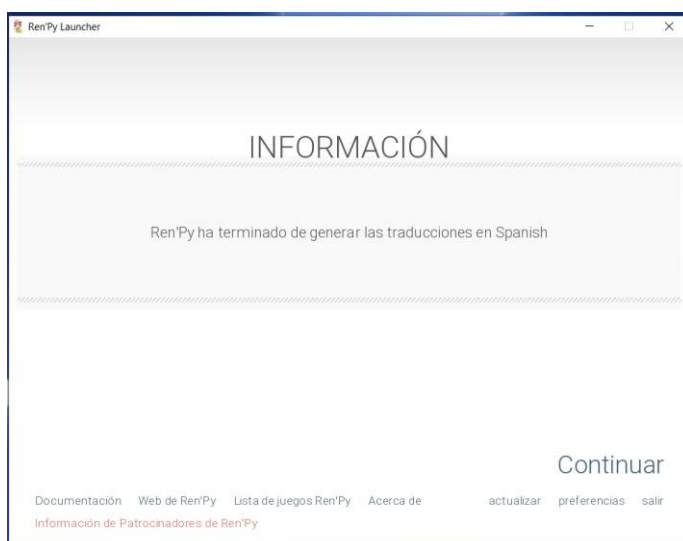 Ren'Py Launcher
INFORMACIÓN
Ren'Py ha terminado de generar las traducciones en Spanish
Continuar
Documentación Web de Ren'Py Lista de juegos Ren'Py Acerca de actualizar preferencias salir
Información de Patrocinadores de Ren'Py